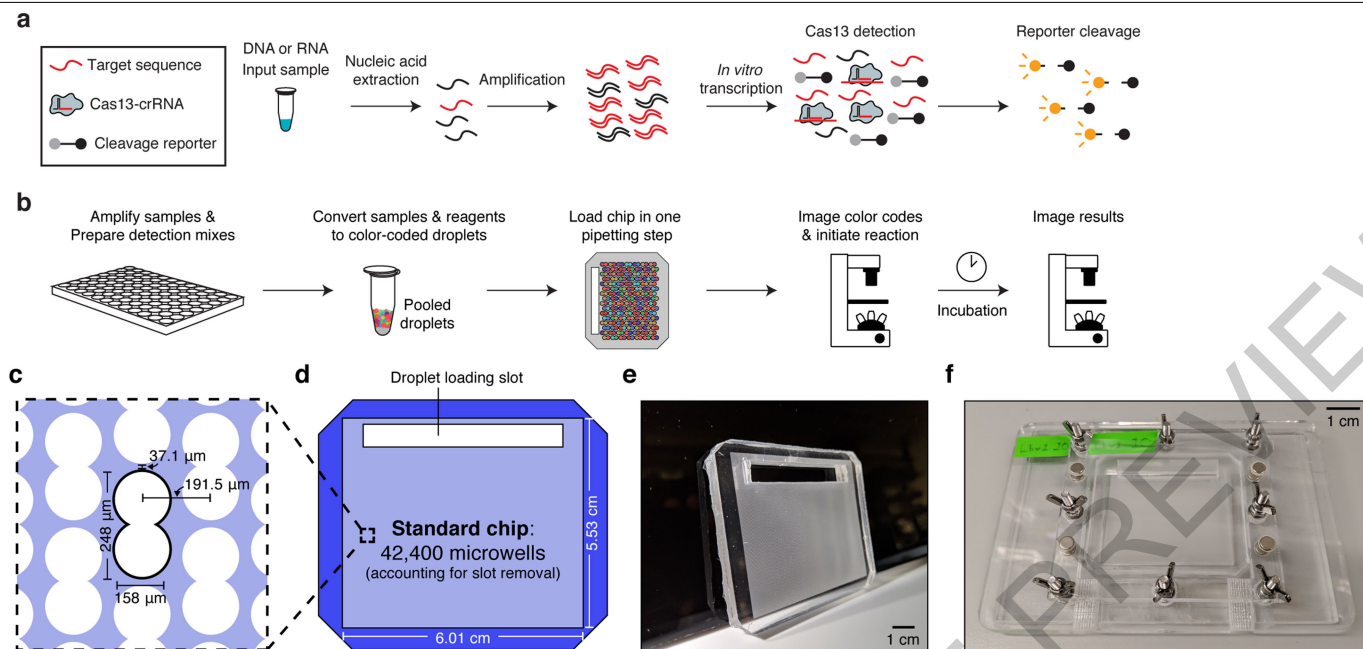 a
Target sequence
Cas13-crRNA
Cleavage reporter
DNA or RNA
Input sample
Nucleic acid
extraction
Amplification
In vitro
transcription
Cas13 detection
Reporter cleavage
b
Amplify samples &
Prepare detection mixes
Convert samples & reagents
to color-coded droplets
Pooled
droplets
Load chip in one
pipetting step
Image color codes
& initiate reaction
Incubation
Image results
c
37.1 µm
191.5 µm
248 µm
158 µm
d
Droplet loading slot
Standard chip:
42,400 microwells
(accounting for slot removal)
5.53 cm
6.01 cm
e
1 cm
f
1 cm
E PREVIEW